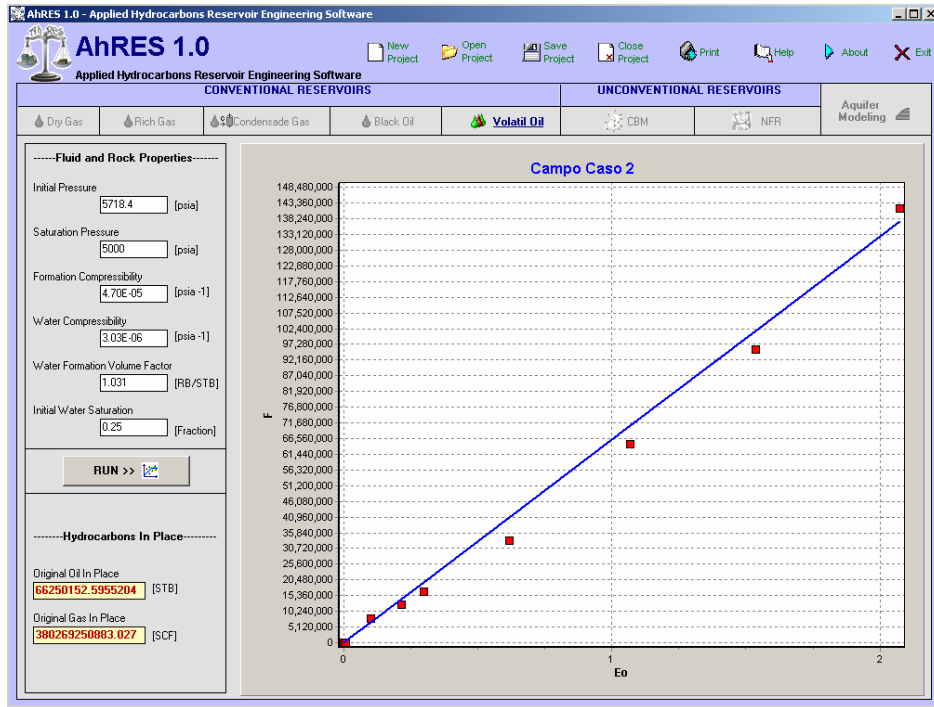 AhRES 1.0 - Applied Hydrocarbons Reservoir Engineering Software
AhRES 1.0
Applied Hydrocarbons Reservoir Engineering Software
New Project
Open Project
Save Project
Close Project
Print
Help
About
Exit
CONVENTIONAL RESERVOIRS
UNCONVENTIONAL RESERVOIRS
Aquifer Modeling
Dry Gas
Rich Gas
Condensade Gas
Black Oil
Volatil Oil
CBM
NFR
------Fluid and Rock Properties-------
Initial Pressure
5718.4 [psia]
Saturation Pressure
5000 [psia]
Formation Compressibility
4.70E-05 [psia -1]
Water Compressibility
3.03E-06 [psia -1]
Water Formation Volume Factor
1.031 [RB/STB]
Initial Water Saturation
0.25 [Fraction]
RUN >>
--------Hydrocarbons In Place---------
Original Oil In Place
66250152.5955204 [STB]
Original Gas In Place
380269250883.027 [SCF]
Campo Caso 2
148,480,000
143,360,000
138,240,000
133,120,000
128,000,000
122,880,000
117,760,000
112,640,000
107,520,000
102,400,000
97,280,000
92,160,000
87,040,000
81,920,000
76,800,000
71,680,000
66,560,000
61,440,000
56,320,000
51,200,000
46,080,000
40,960,000
35,840,000
30,720,000
25,600,000
20,480,000
15,360,000
10,240,000
5,120,000
0
F
0 1 2
Eo